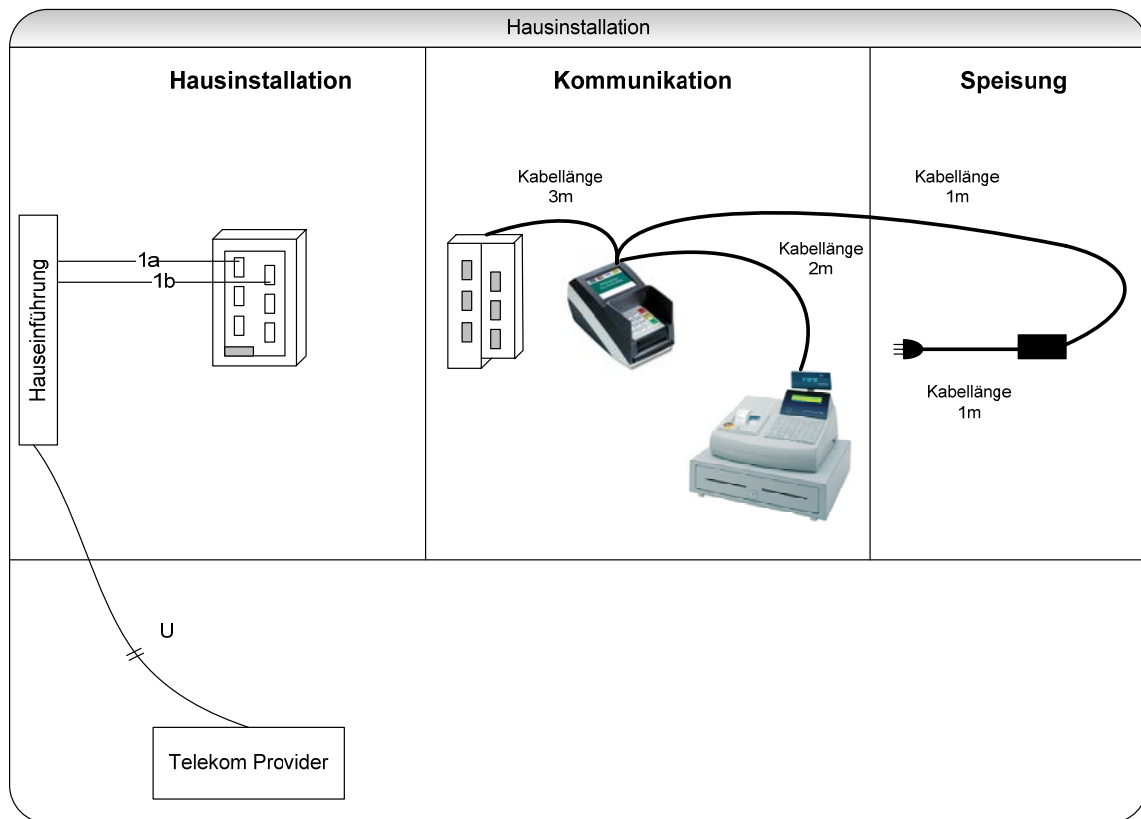 Hausinstallation
Hausinstallation
Kommunikation
Speisung
Kabellänge
3m
Kabellänge
1m
Kabellänge
2m
1a
1b
Hauseinführung
Kabellänge
1m
U
Telekom Provider